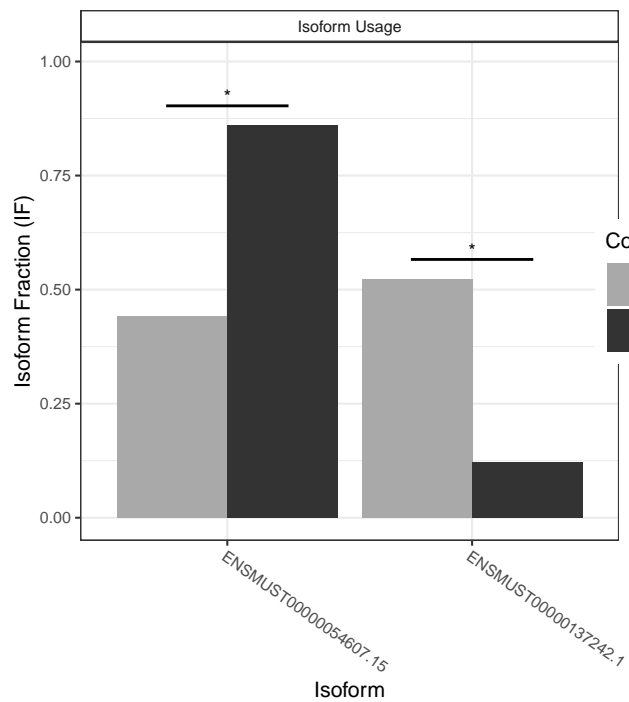 Isoform Usage
1.00
0.75
0.50
0.25
0.00
Isoform Fraction (IF)
*
*
Co
ENSMUST00000054607.15
ENSMUST00000137242.1
Isoform